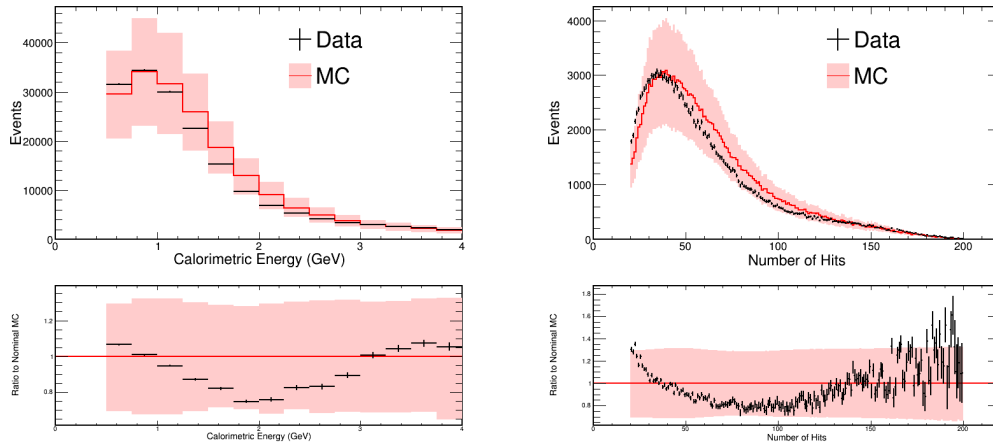 Events
40000
30000
20000
10000
0
Data
MC
0 1 2 3 4
Calorimetric Energy (GeV)
Events
4000
3000
2000
1000
0
Data
MC
0 50 100 150 200
Number of Hits
Ratio to Nominal MC
1.2
1
0.8
0 1 2 3 4
Calorimetric Energy (GeV)
Ratio to Nominal MC
1.8
1.6
1.4
1.2
1
0.8
0 50 100 150 200
Number of Hits